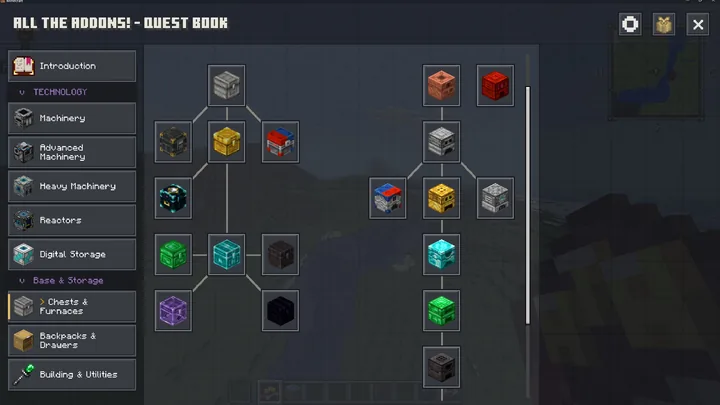 ALL THE ADDONS! - QUEST BOOK
Introduction
TECHNOLOGY
Machinery
Advanced
Machinery
Heavy Machinery
Reactors
Digital Storage
Base & Storage
> Chests &
Furnaces
Backpacks &
Drawers
Building & Utilities